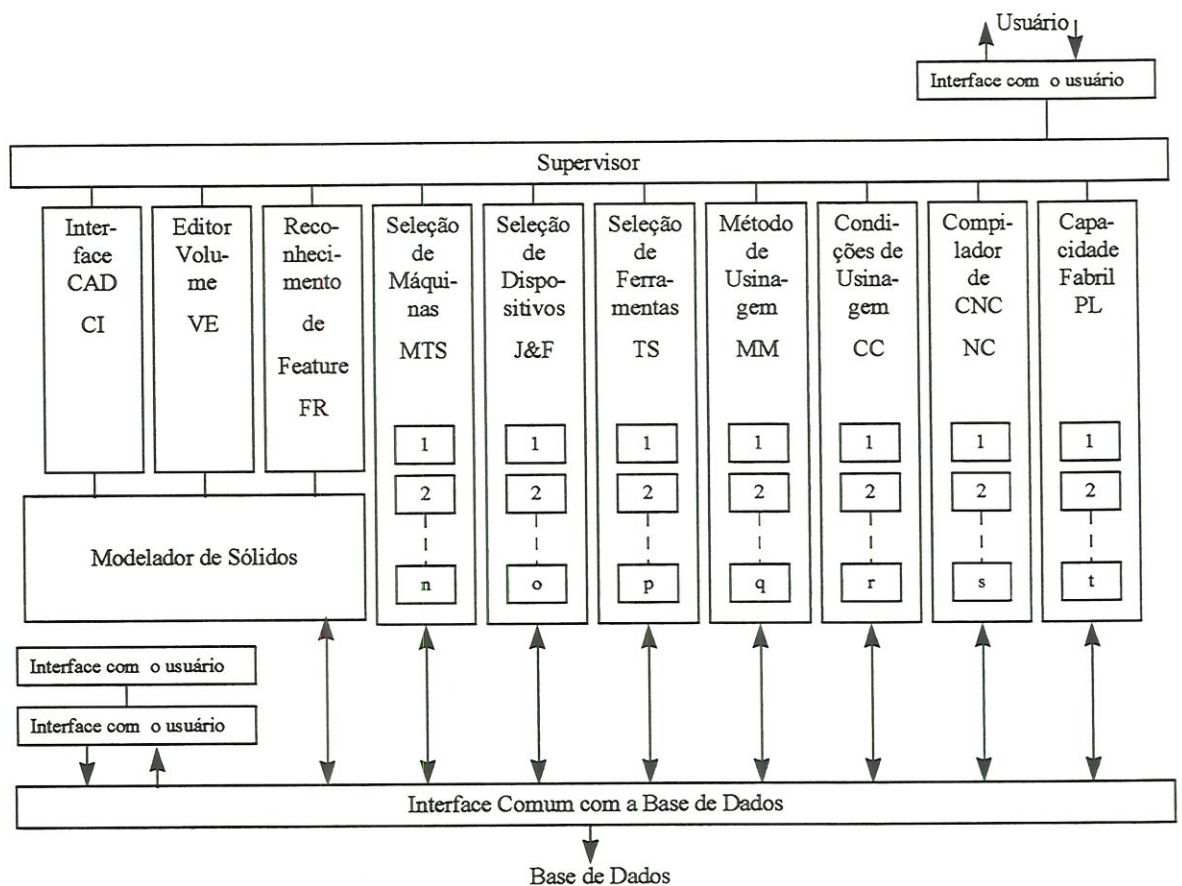 Usuário
Interface com o usuário
Supervisor
Inter-
face
CAD
CI
Editor
Volu-
me
VE
Reco-
nheci-
mento
de
Feature
FR
Seleção
de
Máqui-
nas
MTS
1
2
n
Seleção
de
Dispo-
sitivos
J&F
1
2
o
Seleção
de
Ferra-
mentas
TS
1
2
p
Método
de
Usina-
gem
MM
1
2
q
Condi-
ções de
Usina-
gem
CC
1
2
r
Compi-
lador
de
CNC
NC
1
2
s
Capa-
cidade
Fabril
PL
1
2
t
Modelador de Sólidos
Interface com o usuário
Interface com o usuário
Interface Comum com a Base de Dados
Base de Dados